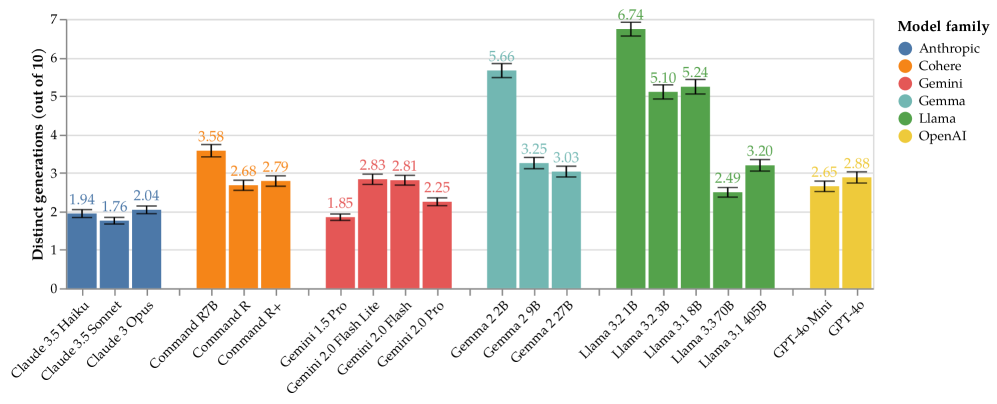 Distinct generations (out of 10)
7
6
5
4
3
2
1
0
1.94
1.76
2.04
3.58
2.68
2.79
1.85
2.83
2.81
2.25
5.66
3.25
3.03
6.74
5.10
5.24
2.49
3.20
2.65
2.88
Claude 3.5 Haiku
Claude 3.5 Sonnet
Claude 3 Opus
Command R7B
Command R
Command R+
Gemini 1.5 Pro
Gemini 2.0 Flash Lite
Gemini 2.0 Flash
Gemini 2.0 Pro
Gemma 2 2B
Gemma 2 9B
Gemma 2 27B
Llama 3.2 1B
Llama 3.2 3B
Llama 3.1 8B
Llama 3.3 70B
Llama 3.1 405B
GPT-4o Mini
GPT-4o
Model family
Anthropic
Cohere
Gemini
Gemma
Llama
OpenAI